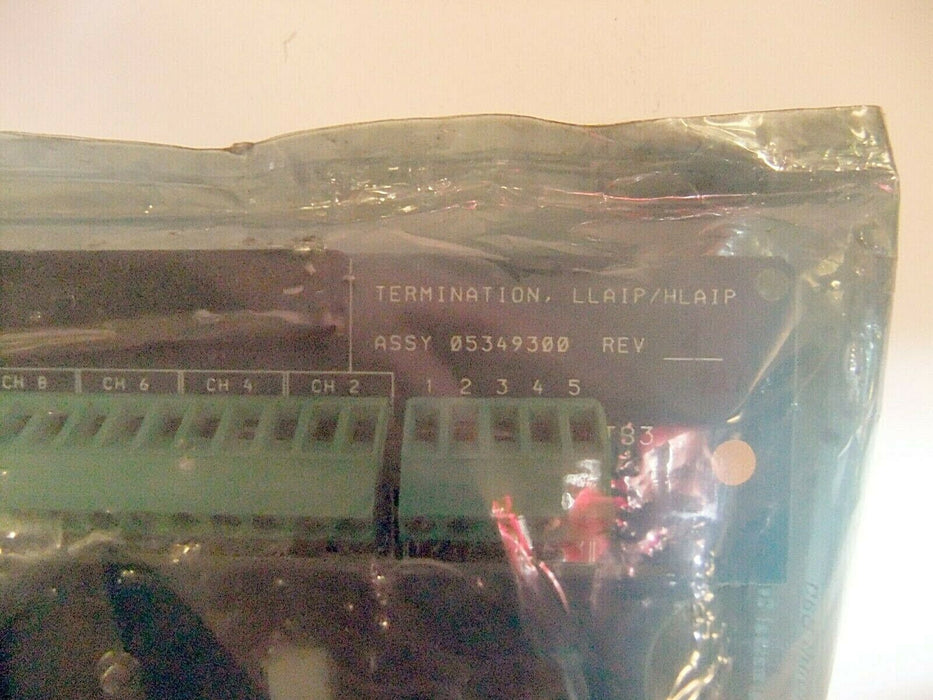 TERMINATION, LLAIP/HLAIP
ASSY 05349300 REV
CH 8 CH 6 CH 4 CH 2 1 2 3 4 5
TB3